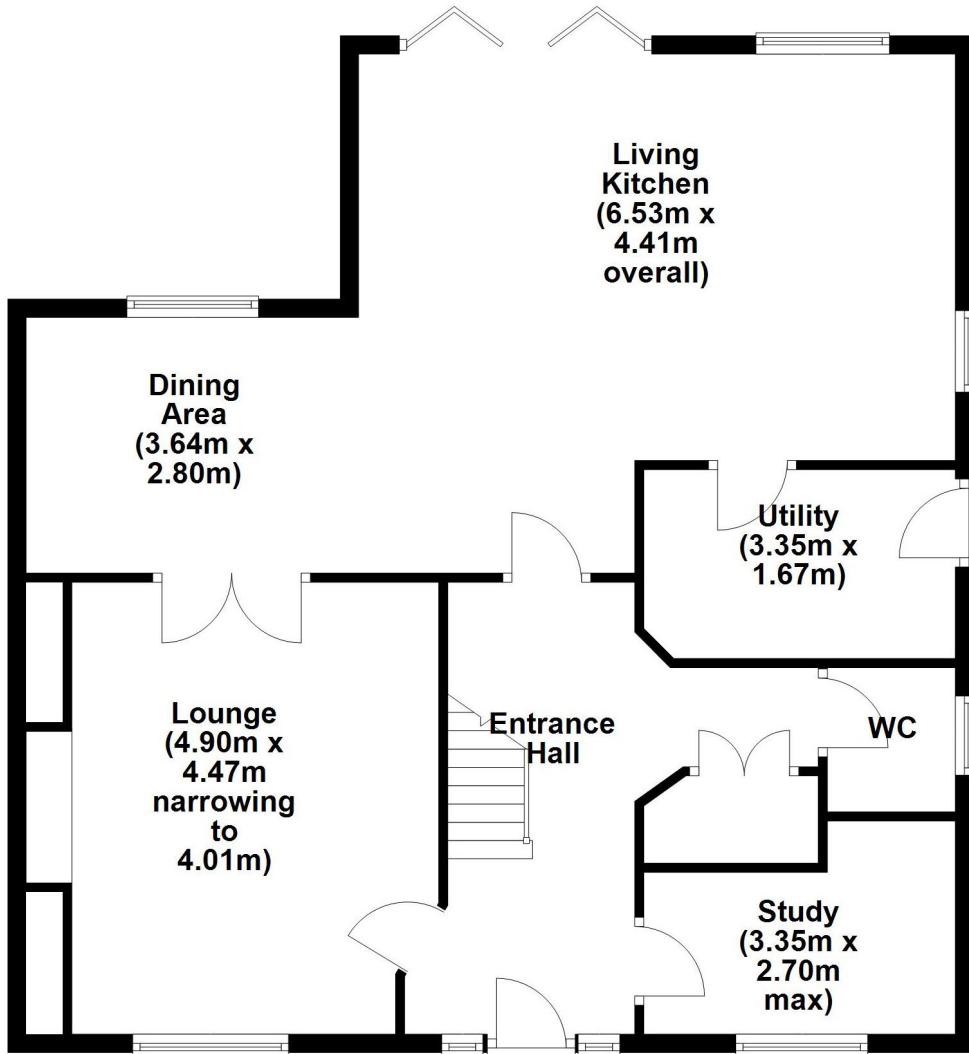 Living
Kitchen
(6.53m x
4.41m
overall)
Dining
Area
(3.64m x
2.80m)
Utility
(3.35m x
1.67m)
Lounge
(4.90m x
4.47m
narrowing
to
4.01m)
Entrance
Hall
WC
Study
(3.35m x
2.70m
max)